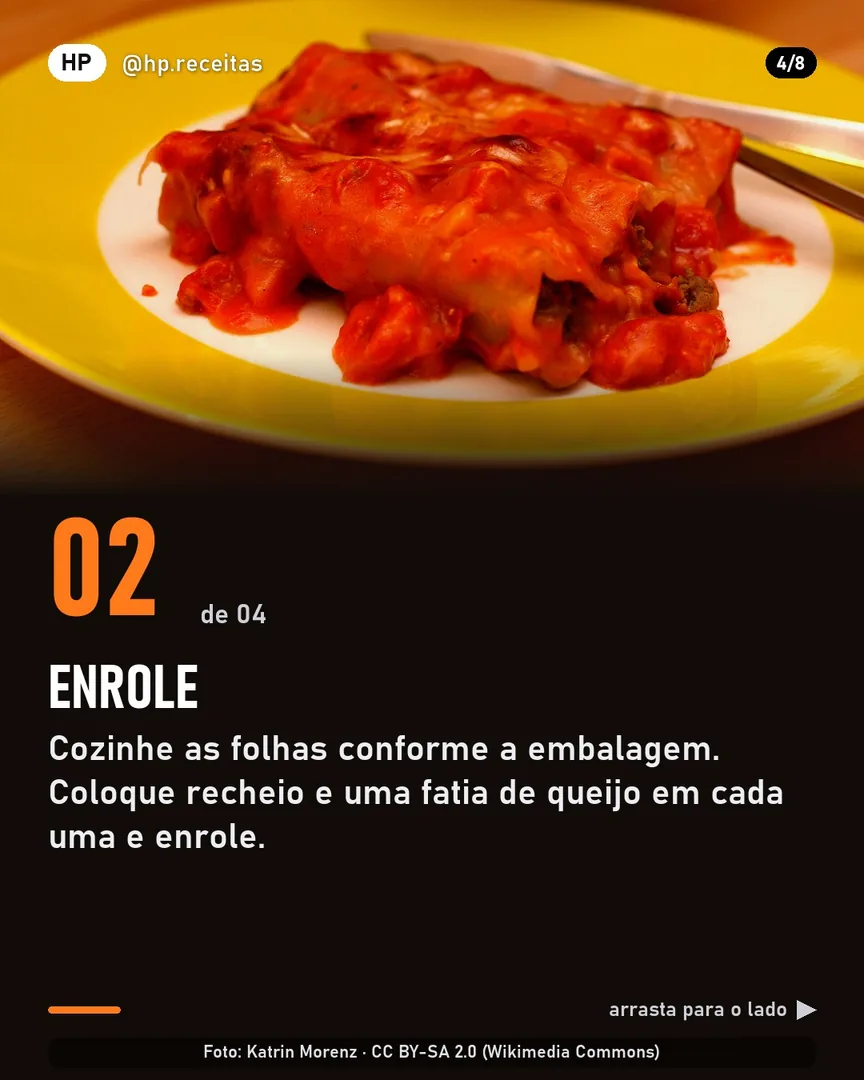 HP @hp.receitas 4/8
02 de 04
ENROLE
Cozinhe as folhas conforme a embalagem.
Coloque recheio e uma fatia de queijo em cada
uma e enrole.
arrasta para o lado ▶
Foto: Katrin Morenz · CC BY-SA 2.0 (Wikimedia Commons)